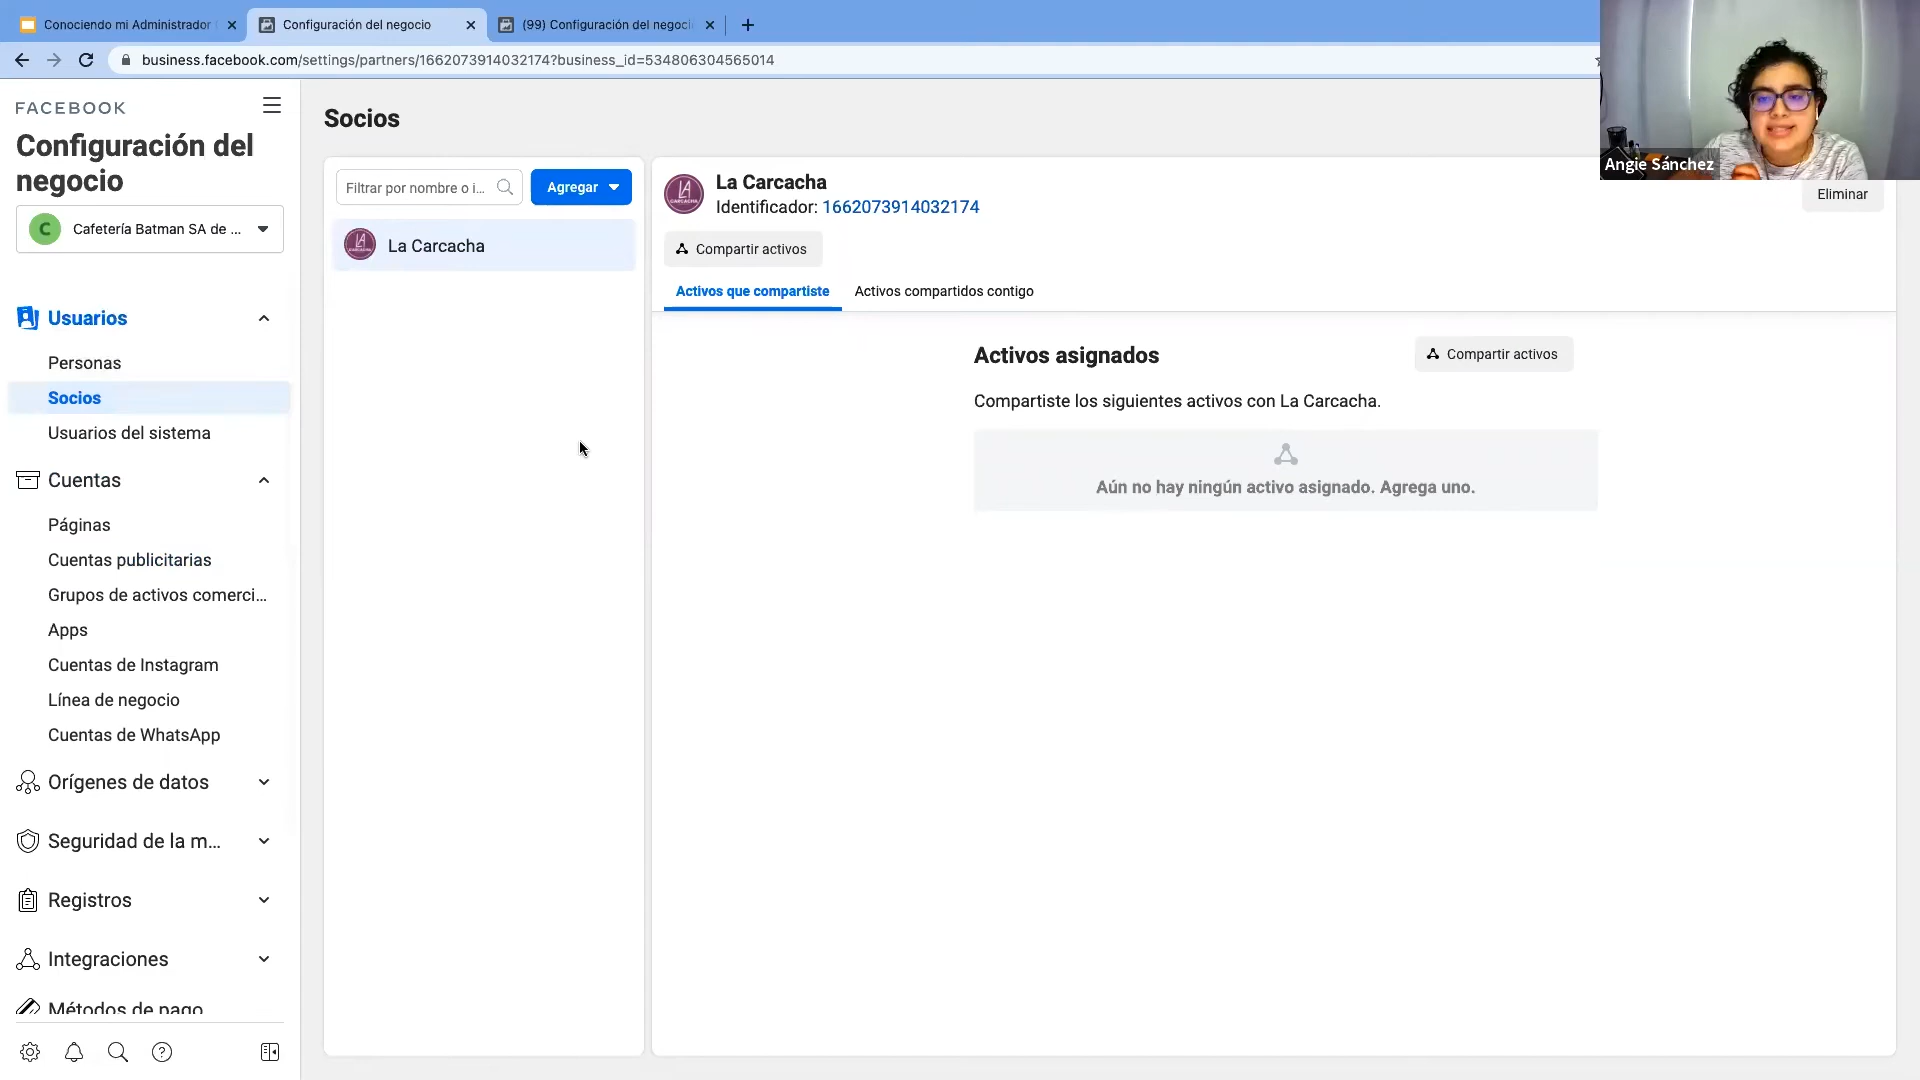 Conociendo mi Administrador
Configuración del negocio
(99) Configuración del negoci
business.facebook.com/settings/partners/1662073914032174?business_id=534806304565014
Angie Sánchez
FACEBOOK
Configuración del
negocio
C
Cafetería Batman SA de ...
Usuarios
Personas
Socios
Usuarios del sistema
Cuentas
Páginas
Cuentas publicitarias
Grupos de activos comerci...
Apps
Cuentas de Instagram
Línea de negocio
Cuentas de WhatsApp
Orígenes de datos
Seguridad de la m...
Registros
Integraciones
Métodos de pago
Socios
Filtrar por nombre o i...
Agregar
La Carcacha
La Carcacha
Identificador: 1662073914032174
Eliminar
Compartir activos
Activos que compartiste
Activos compartidos contigo
Activos asignados
Compartir activos
Compartiste los siguientes activos con La Carcacha.
Aún no hay ningún activo asignado. Agrega uno.